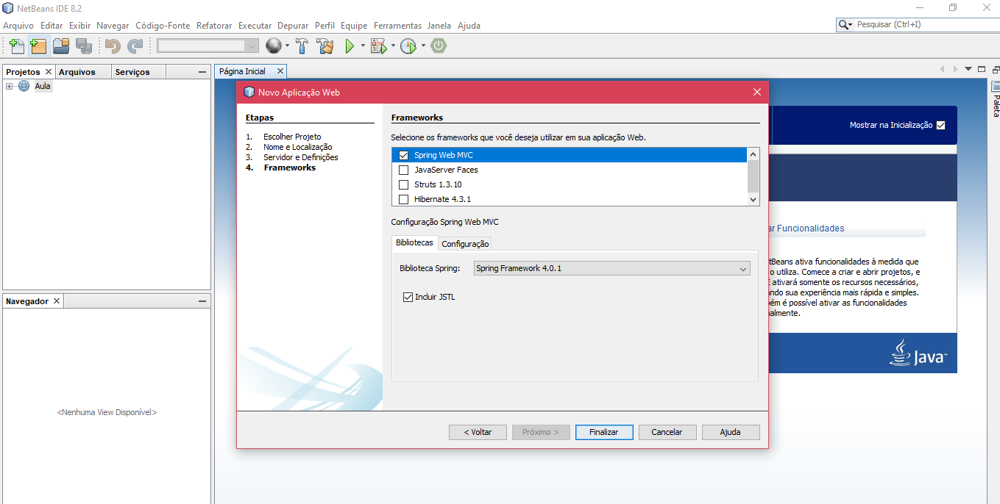 NetBeans IDE 8.2
Arquivo Editar Exibir Navegar Código-Fonte Refatorar Executar Depurar Perfil Equipe Ferramentas Janela Ajuda
Pesquisar (Ctrl+I)
Projetos Arquivos Serviços
Aula
Página Inicial
Novo Aplicação Web
Etapas
1. Escolher Projeto
2. Nome e Localização
3. Servidor e Definições
4. Frameworks
Frameworks
Selecione os frameworks que você deseja utilizar em sua aplicação Web.
Spring Web MVC
JavaServer Faces
Struts 1.3.10
Hibernate 4.3.1
Configuração Spring Web MVC
Bibliotecas Configuração
Biblioteca Spring: Spring Framework 4.0.1
Incluir JSTL
< Voltar Próximo > Finalizar Cancelar Ajuda
Mostrar na Inicialização
ar Funcionalidades
tBeans ativa funcionalidades à medida que
o utiliza. Comece a criar e abrir projetos, e
E ativará somente os recursos necessários,
ando sua experiência mais rápida e simples.
bém é possível ativar as funcionalidades
almente.
Java
Paleta
Navegador
<Nenhuma View Disponível>